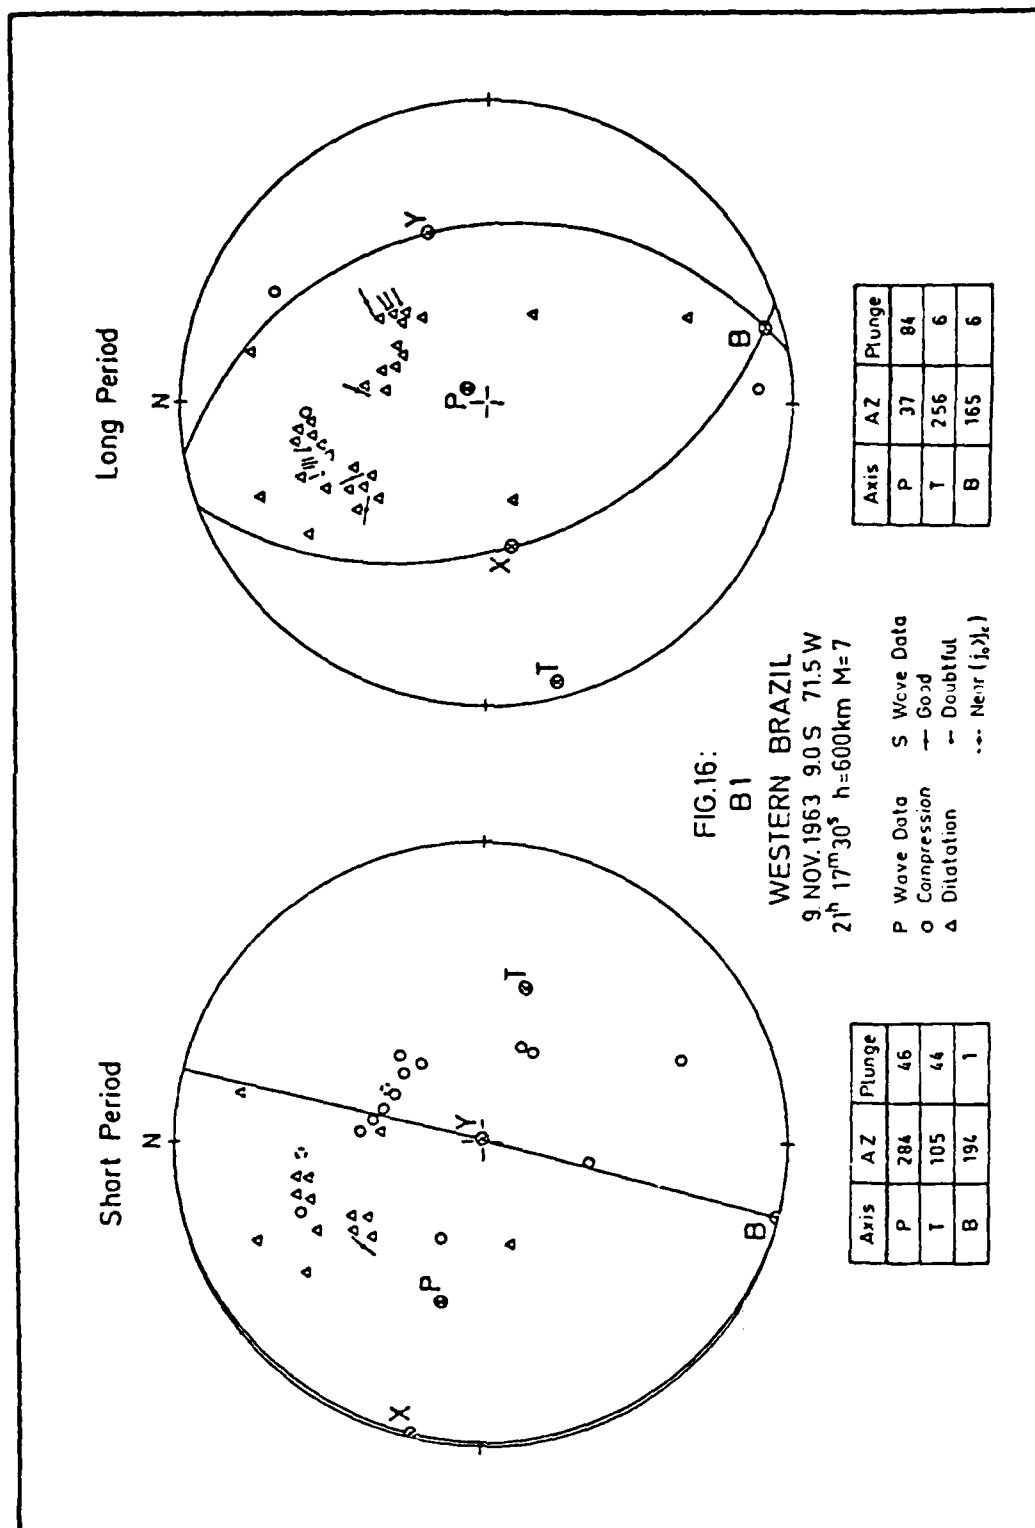 Short Period
N
X
P
Y
T
B
Axis AZ Plunge
P 284 46
T 105 44
B 194 1
Long Period
N
Y
P
X
T
B
Axis AZ Plunge
P 37 84
T 256 6
B 165 6
FIG.16:
B1
WESTERN BRAZIL
9. NOV. 1963 9.0 S 71.5 W
21h 17m 30s h=600km M=7
P Wave Data
Compression
Dilatation
S Wave Data
Good
Doubtful
Near